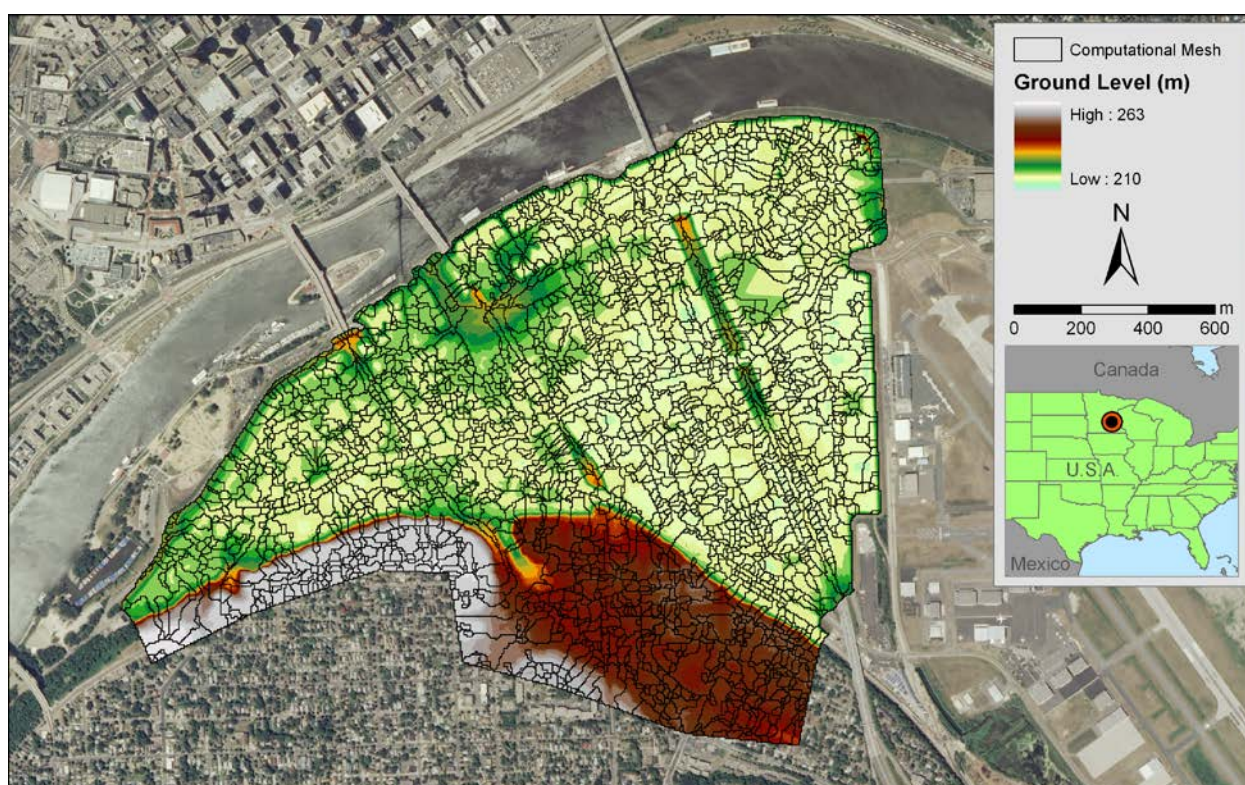 Computational Mesh
Ground Level (m)
High : 263
Low : 210
N
0 200 400 600 m
Canada
U.S.A.
Mexico